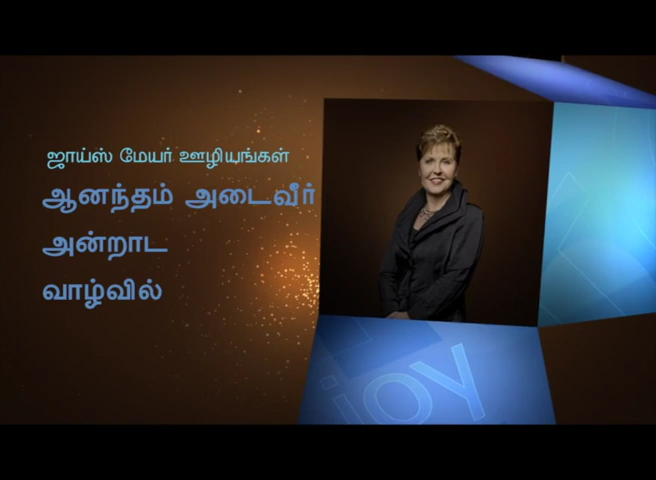 ஜாய்ஸ் மேயர் ஊழியங்கள்
ஆனந்தம் அடைவீர்
அன்றாட
வாழ்வில்
joy